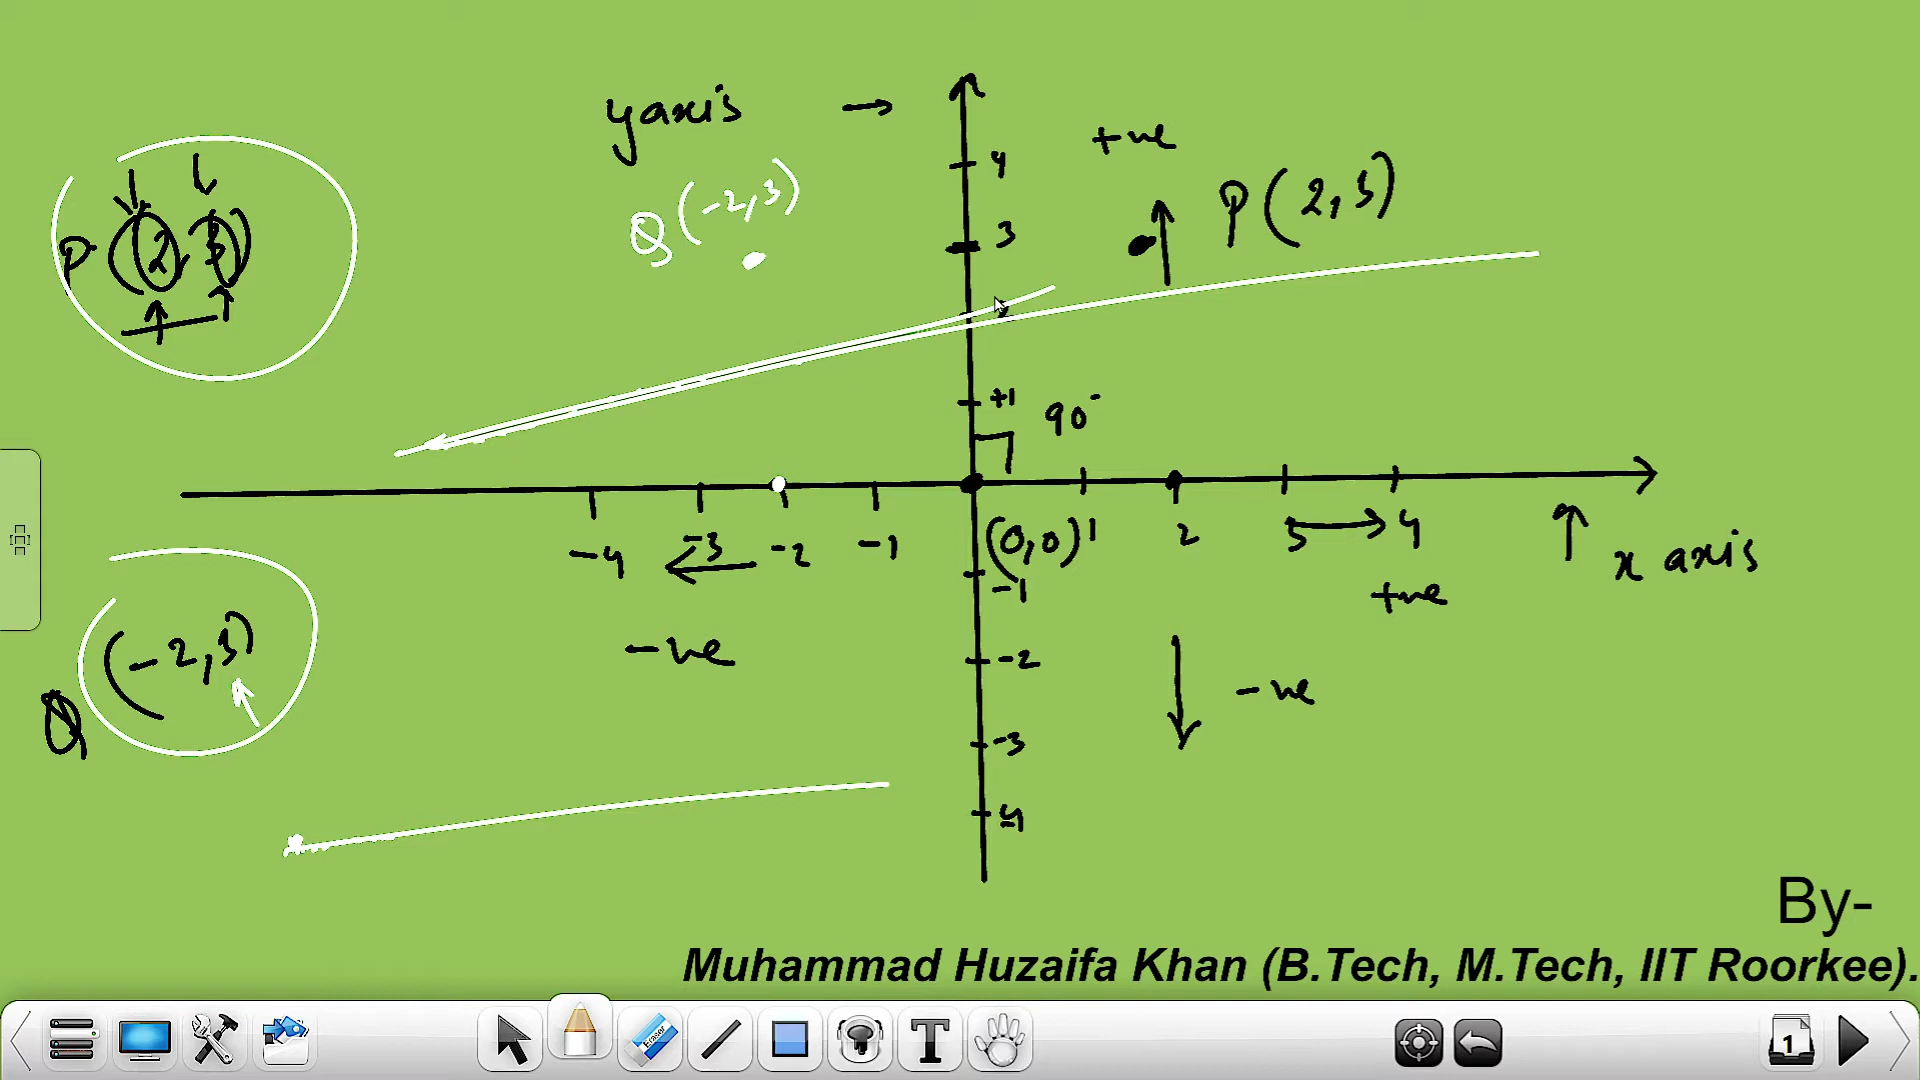 y axis →
+ve
4
P(2,3)
Q(-2,3)
3
P(2,3)
+1
90°
-4
-3
-2
-1
(0,0)
1
2
3
4
x axis
-1
+ve
-ve
-2
(-2,3)
Q
-ve
-3
-4
By-
Muhammad Huzaifa Khan (B.Tech, M.Tech, IIT Roorkee).
Eraser
T
1